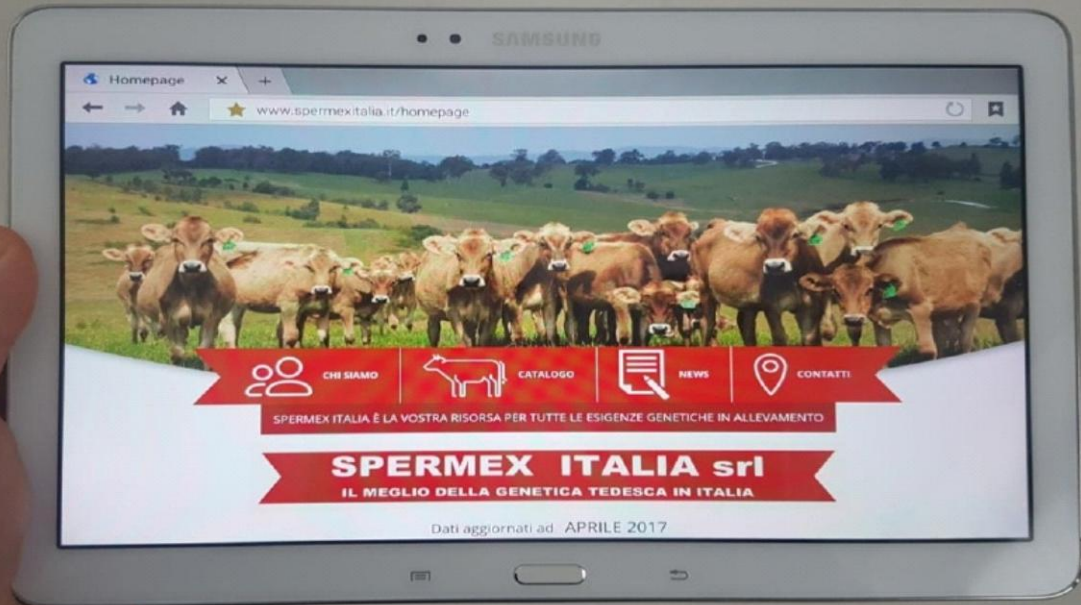 SAMSUNG
Homepage
www.spermexitalia.it/homepage
CHI SIAMO
CATALOGO
NEWS
CONTATTI
SPERMEX ITALIA È LA VOSTRA RISORSA PER TUTTE LE ESIGENZE GENETICHE IN ALLEVAMENTO
SPERMEX ITALIA srl
IL MEGLIO DELLA GENETICA TEDESCA IN ITALIA
Dati aggiornati ad APRILE 2017